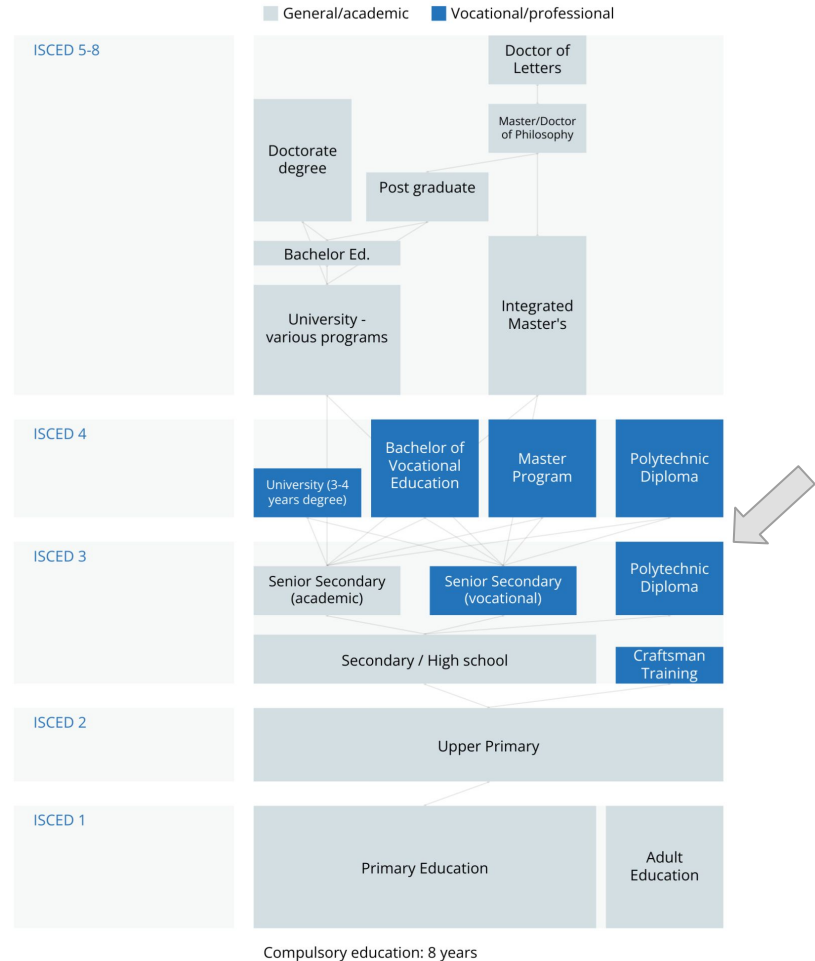 General/academic
Vocational/professional
ISCED 5-8
Doctor of
Letters
Master/Doctor
of Philosophy
Doctorate
degree
Post graduate
Bachelor Ed.
University -
various programs
Integrated
Master's
ISCED 4
University (3-4
years degree)
Bachelor of
Vocational
Education
Master
Program
Polytechnic
Diploma
ISCED 3
Senior Secondary
(academic)
Senior Secondary
(vocational)
Polytechnic
Diploma
Secondary / High school
Craftsman
Training
ISCED 2
Upper Primary
ISCED 1
Primary Education
Adult
Education
Compulsory education: 8 years